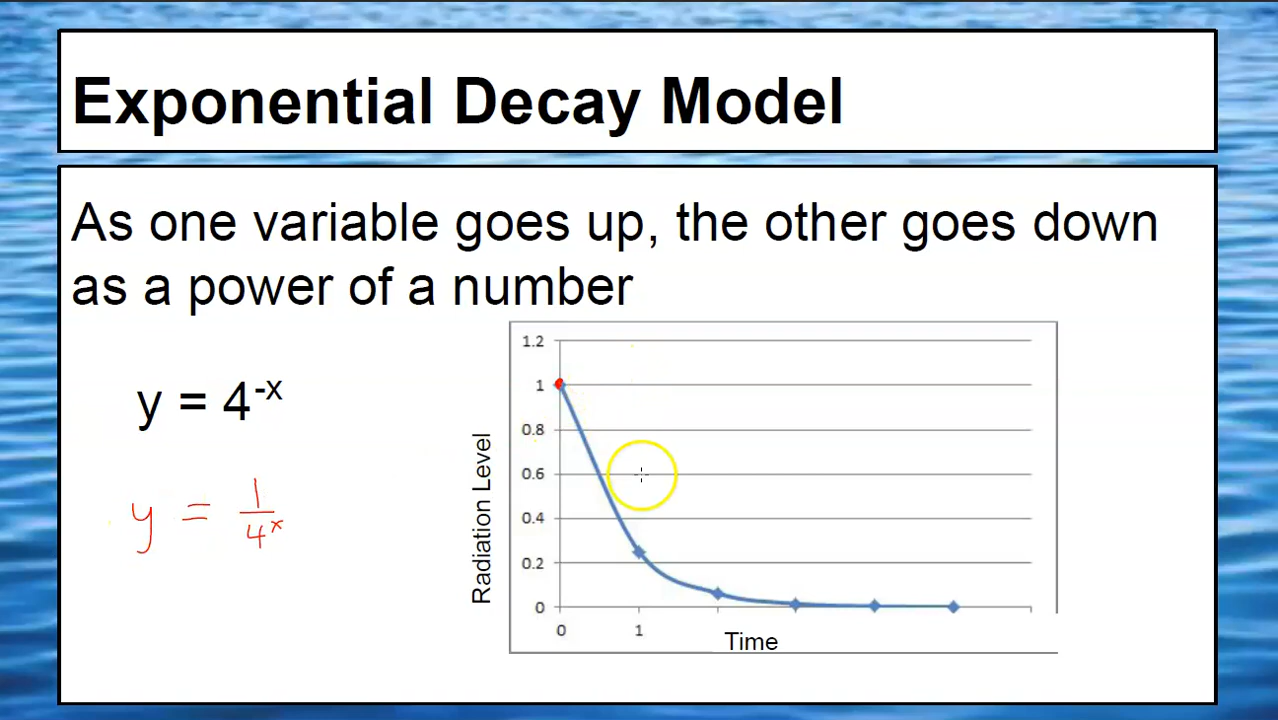 Exponential Decay Model
As one variable goes up, the other goes down
as a power of a number
y = 4^-x
y = 1/4^x
Radiation Level
1.2
1
0.8
0.6
0.4
0.2
0
0 1
Time